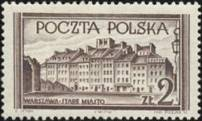 POCZTA POLSKA
WARSZAWA-STARE MIASTO
ZŁ 2